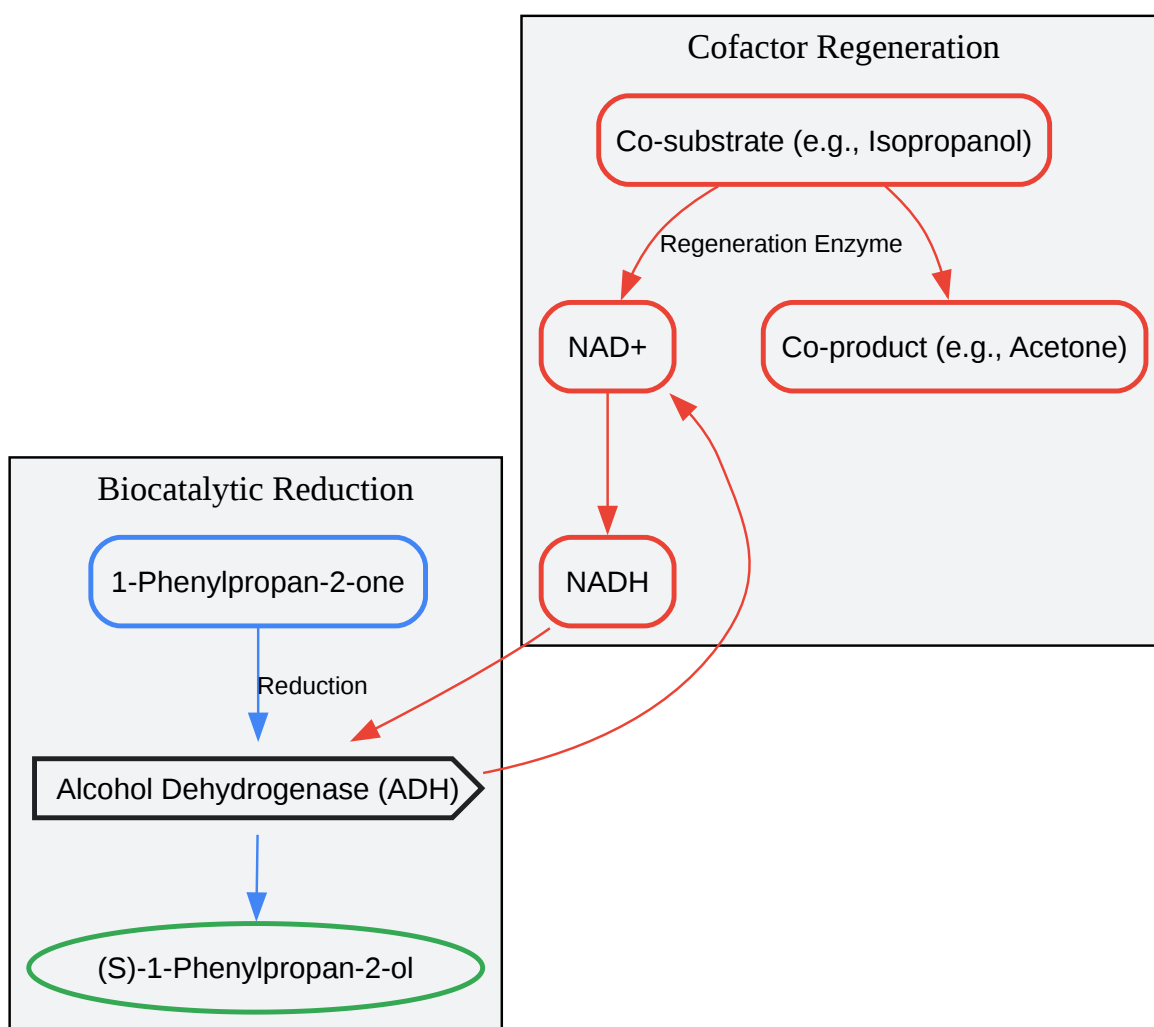 Cofactor Regeneration
Co-substrate (e.g., Isopropanol)
Regeneration Enzyme
NAD+
Co-product (e.g., Acetone)
NADH
Biocatalytic Reduction
1-Phenylpropan-2-one
Reduction
Alcohol Dehydrogenase (ADH)
(S)-1-Phenylpropan-2-ol